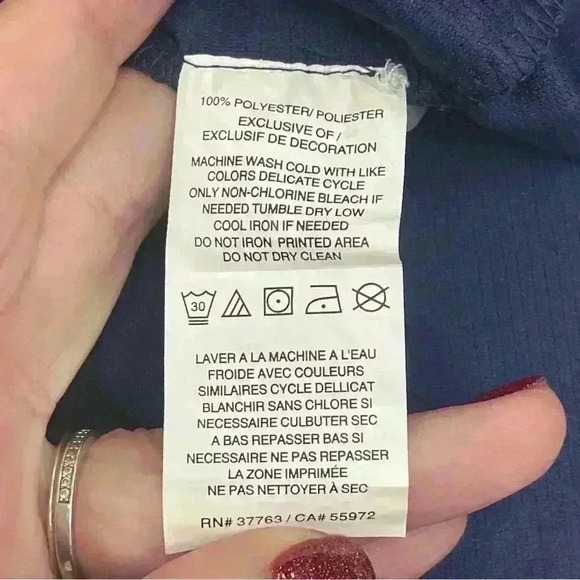 100% POLYESTER/ POLIESTER
EXCLUSIVE OF/
EXCLUSIF DE DECORATION
MACHINE WASH COLD WITH LIKE
COLORS DELICATE CYCLE
ONLY NON-CHLORINE BLEACH IF
NEEDED TUMBLE DRY LOW
COOL IRON IF NEEDED
DO NOT IRON PRINTED AREA
DO NOT DRY CLEAN
30
LAVER A LA MACHINE A L'EAU
FROIDE AVEC COULEURS
SIMILAIRES CYCLE DELLICAT
BLANCHIR SANS CHLORE SI
NECESSAIRE CULBUTER SEC
A BAS REPASSER BAS SI
NECESSAIRE NE PAS REPASSER
LA ZONE IMPRIMÉE
NE PAS NETTOYER À SEC
RN# 37763 / CA# 55972